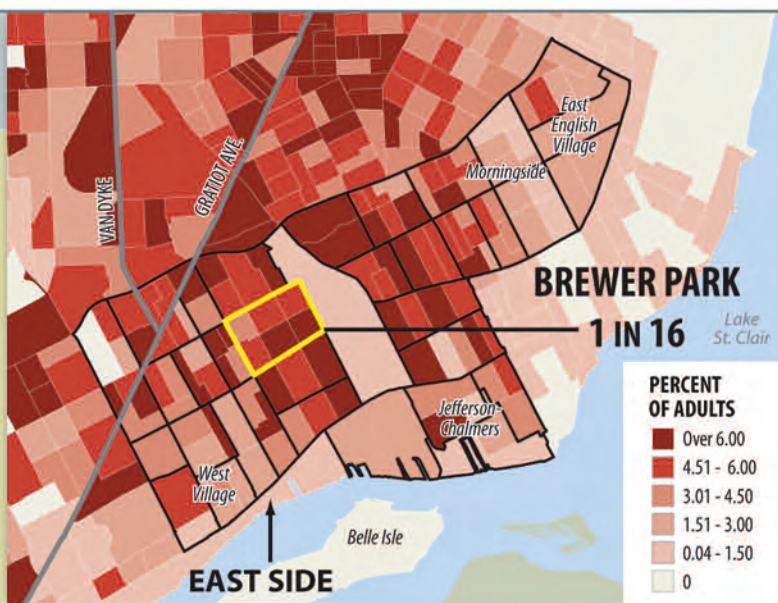 VAN DYKE
GRATIOT AVE.
East
English
Village
Morningside
BREWER PARK
1 IN 16
Lake
St. Clair
Jefferson-
Chalmers
West
Village
Belle Isle
EAST SIDE
PERCENT
OF ADULTS
Over 6.00
4.51 - 6.00
3.01 - 4.50
1.51 - 3.00
0.04 - 1.50
0